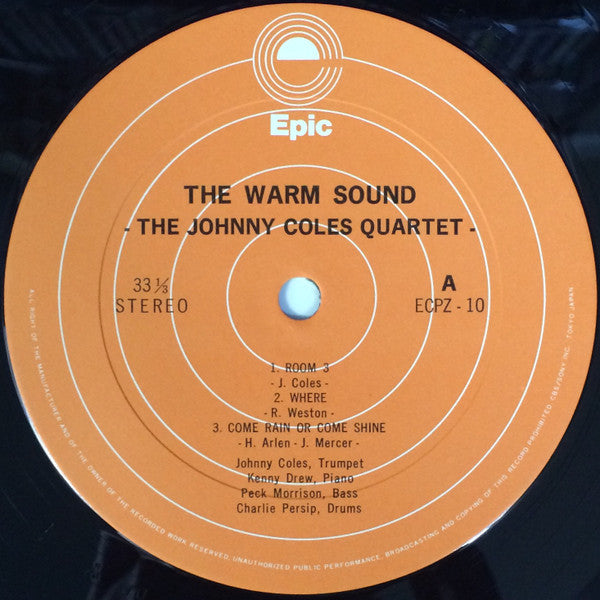 Epic
THE WARM SOUND
- THE JOHNNY COLES QUARTET -
33 1/3
STEREO
A
ECPZ - 10
1. ROOM 3
- J. Coles -
2. WHERE
- R. Weston -
3. COME RAIN OR COME SHINE
- H. Arlen - J. Mercer -
Johnny Coles, Trumpet
Kenny Drew, Piano
Peck Morrison, Bass
Charlie Persip, Drums
ALL RIGHT OF THE MANUFACTURER AND OF THE OWNER OF THE RECORDED WORK RESERVED. UNAUTHORIZED PUBLIC PERFORMANCE, BROADCASTING AND COPYING OF THIS RECORD PROHIBITED. CBS/SONY INC. TOKYO JAPAN